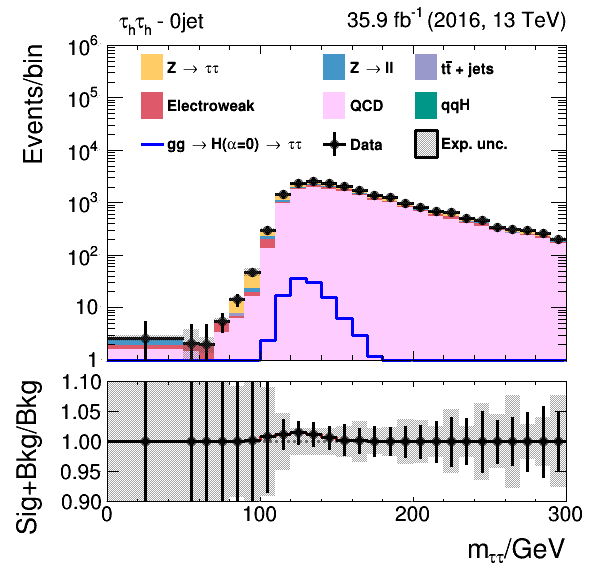 τhτh - 0jet 35.9 fb-1 (2016, 13 TeV)
Events/bin
10^6
10^5
10^4
10^3
10^2
10
1
Z → ττ Z → ll tt̅ + jets
Electroweak QCD qqH
gg → H(α=0) → ττ Data Exp. unc.
Sig+Bkg/Bkg
1.10
1.05
1.00
0.95
0.90
0 100 200 300
mττ/GeV